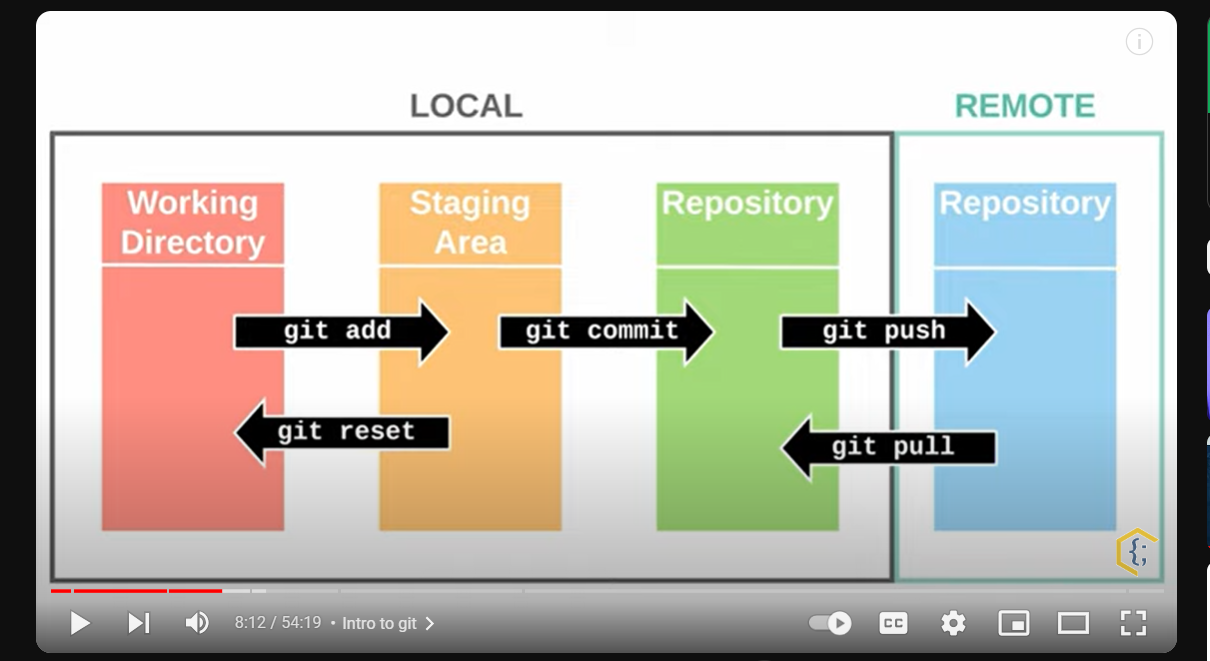 LOCAL
REMOTE
Working
Directory
Staging
Area
Repository
Repository
git add
git commit
git push
git reset
git pull
{;
8:12 / 54:19 • Intro to git
CC